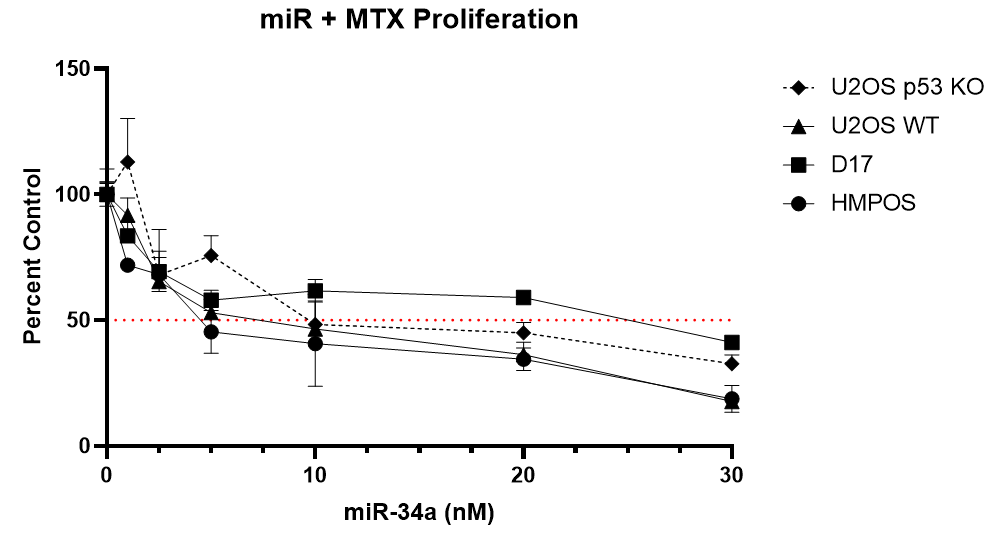 miR + MTX Proliferation
150
100
50
0
Percent Control
0
10
20
30
miR-34a (nM)
U2OS p53 KO
U2OS WT
D17
HMPOS